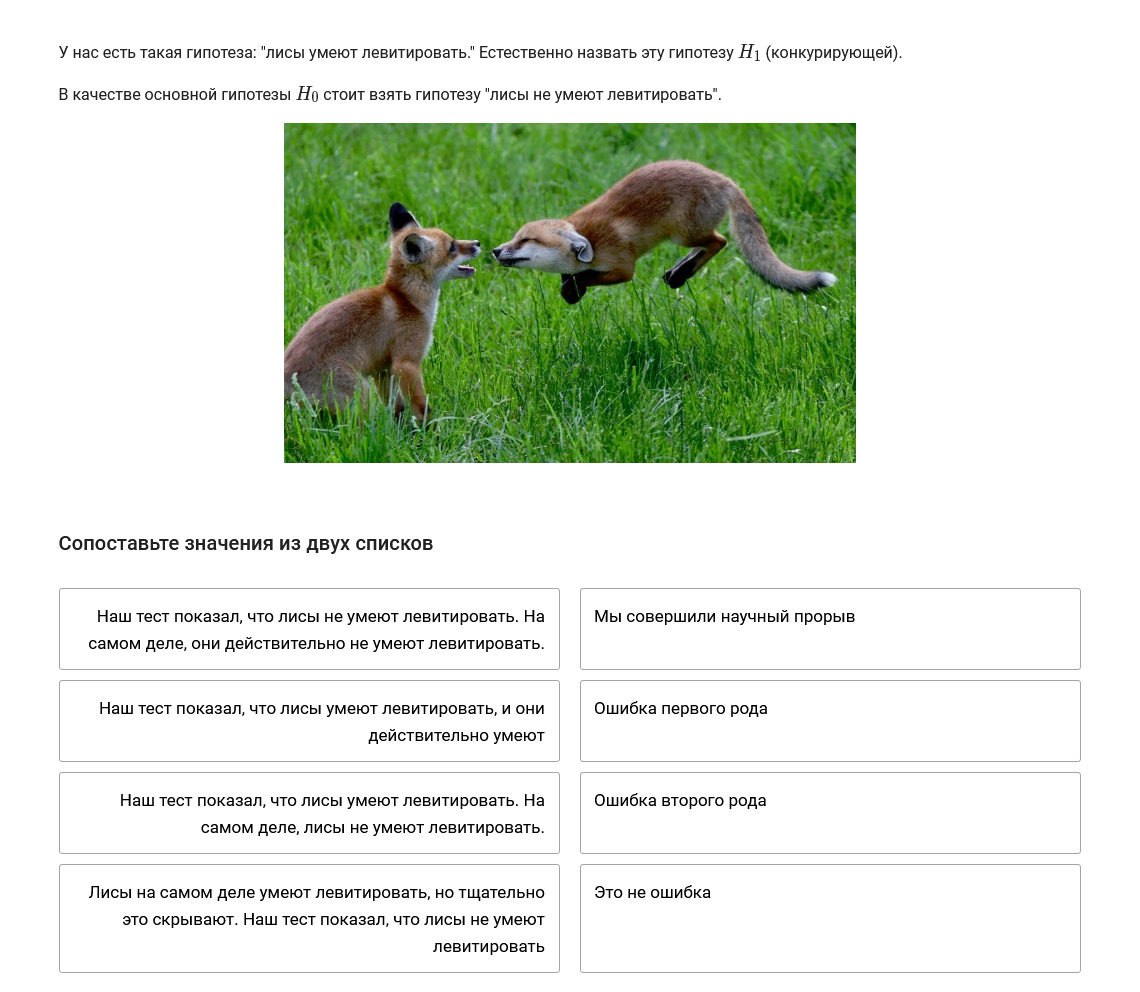 У нас есть такая гипотеза: "лисы умеют левитировать." Естественно назвать эту гипотезу H₁ (конкурирующей).
В качестве основной гипотезы H₀ стоит взять гипотезу "лисы не умеют левитировать".
Сопоставьте значения из двух списков
Наш тест показал, что лисы не умеют левитировать. На
самом деле, они действительно не умеют левитировать.
Мы совершили научный прорыв
Наш тест показал, что лисы умеют левитировать, и они
действительно умеют
Ошибка первого рода
Наш тест показал, что лисы умеют левитировать. На
самом деле, лисы не умеют левитировать.
Ошибка второго рода
Лисы на самом деле умеют левитировать, но тщательно
это скрывают. Наш тест показал, что лисы не умеют
левитировать
Это не ошибка